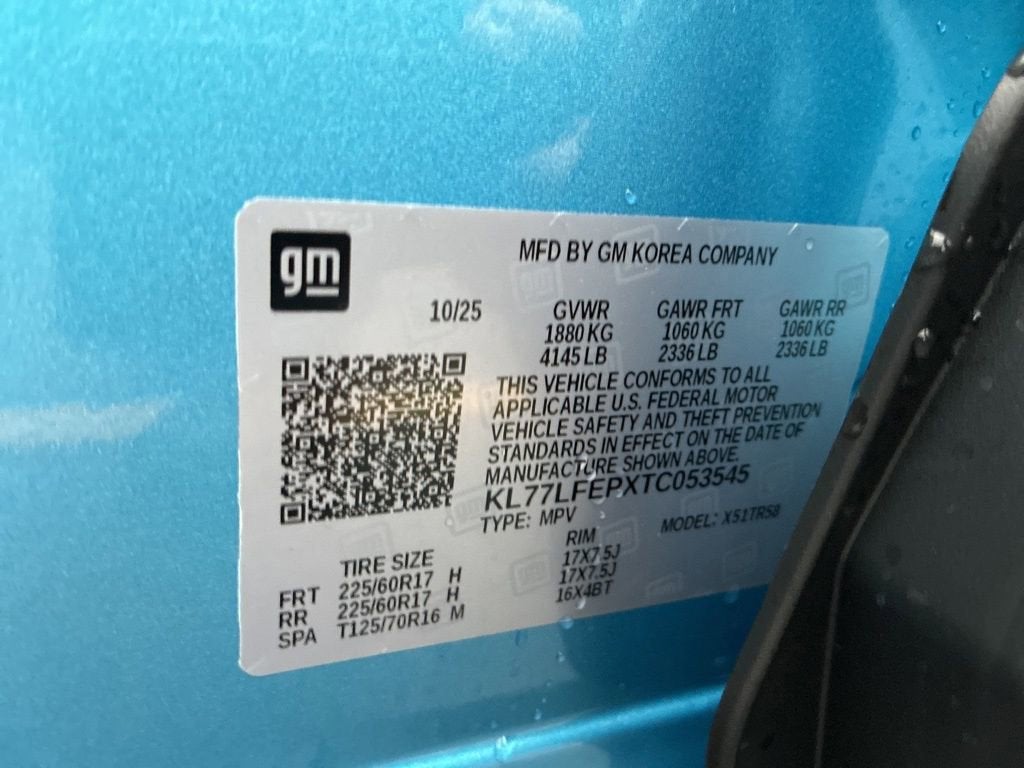 gm
MFD BY GM KOREA COMPANY
10/25 GVWR GAWR FRT GAWR RR
1880 KG 1060 KG 1060 KG
4145 LB 2336 LB 2336 LB
THIS VEHICLE CONFORMS TO ALL
APPLICABLE U.S. FEDERAL MOTOR
VEHICLE SAFETY AND THEFT PREVENTION
STANDARDS IN EFFECT ON THE DATE OF
MANUFACTURE SHOWN ABOVE.
KL77LFEPXTC053545
TYPE: MPV MODEL: X51TR58
TIRE SIZE RIM
FRT 225/60R17 H 17X7.5J
RR 225/60R17 H 17X7.5J
SPA T125/70R16 M 16X4BT